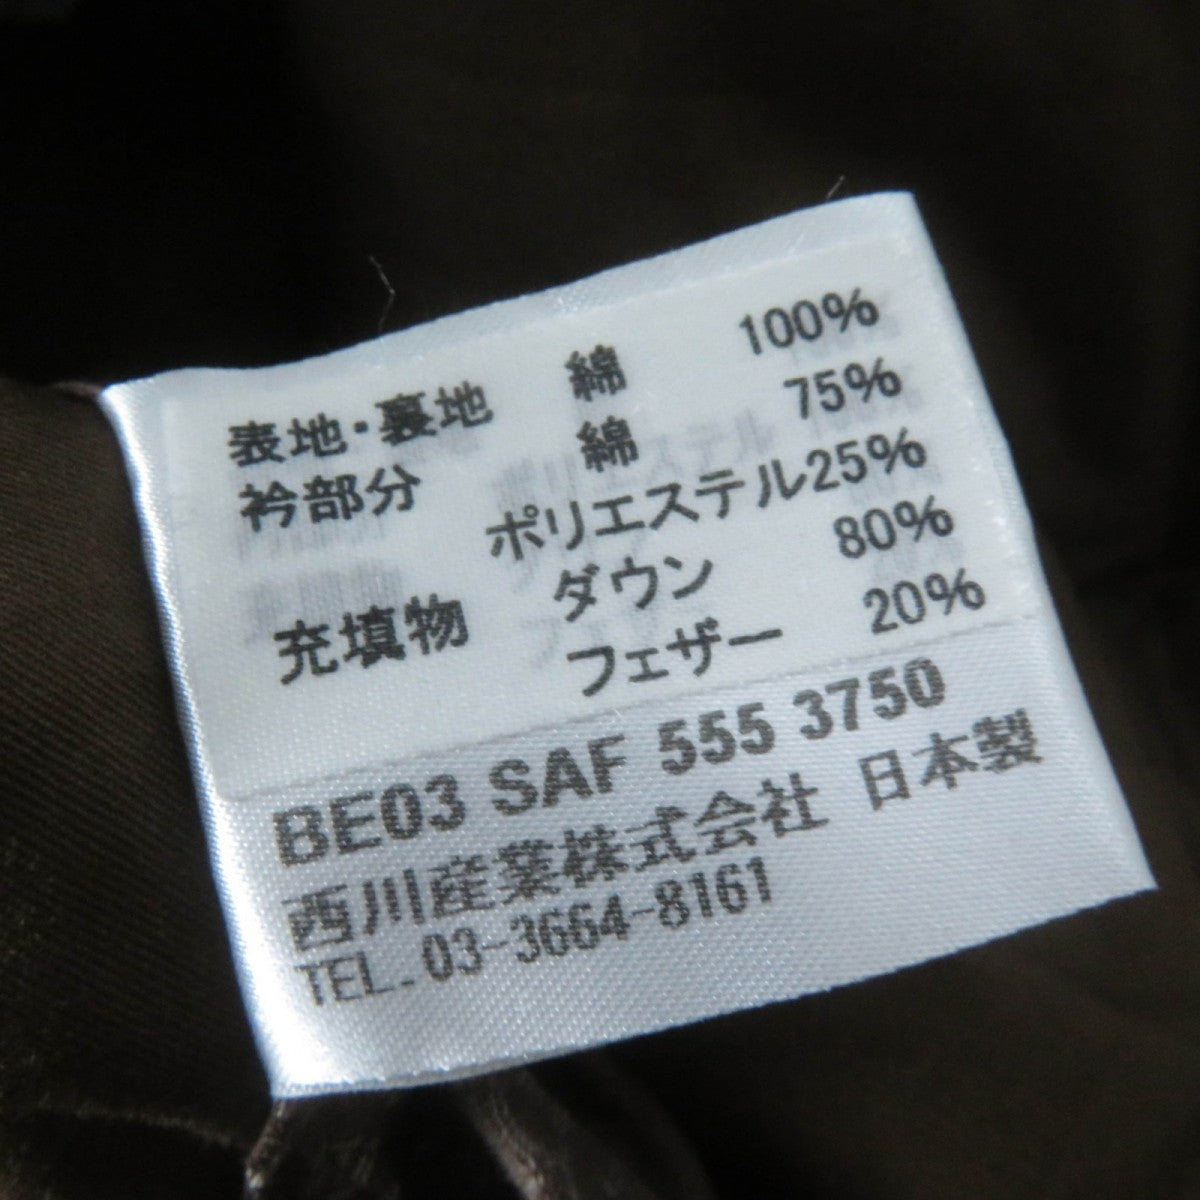 表地・裏地 綿 100%
衿部分 綿 75%
ポリエステル25%
充填物 ダウン 80%
フェザー 20%
BE03 SAF 555 3750
西川産業株式会社 日本製
TEL. 03-3664-8161